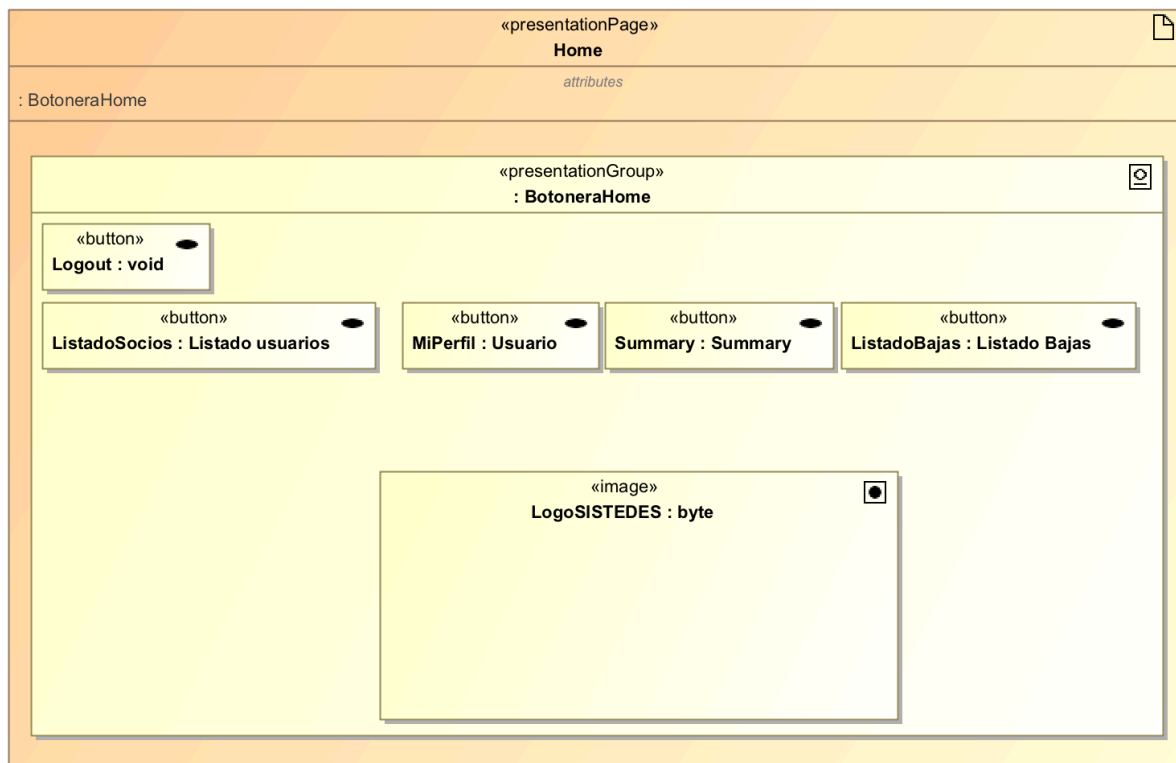 «presentationPage»
Home
attributes
: BotoneraHome
«presentationGroup»
: BotoneraHome
«button»
Logout : void
«button»
ListadoSocios : Listado usuarios
«button»
MiPerfil : Usuario
«button»
Summary : Summary
«button»
ListadoBajas : Listado Bajas
«image»
LogoSISTEDES : byte